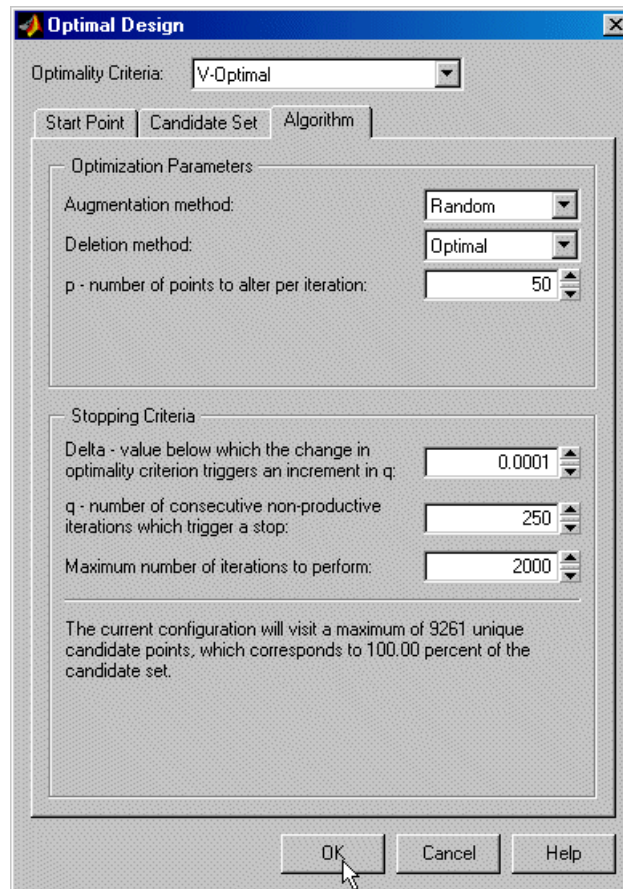 Optimal Design
Optimality Criteria: V-Optimal
Start Point Candidate Set Algorithm
Optimization Parameters
Augmentation method: Random
Deletion method: Optimal
p - number of points to alter per iteration: 50
Stopping Criteria
Delta - value below which the change in
optimality criterion triggers an increment in q: 0.0001
q - number of consecutive non-productive
iterations which trigger a stop: 250
Maximum number of iterations to perform: 2000
The current configuration will visit a maximum of 9261 unique
candidate points, which corresponds to 100.00 percent of the
candidate set.
OK Cancel Help